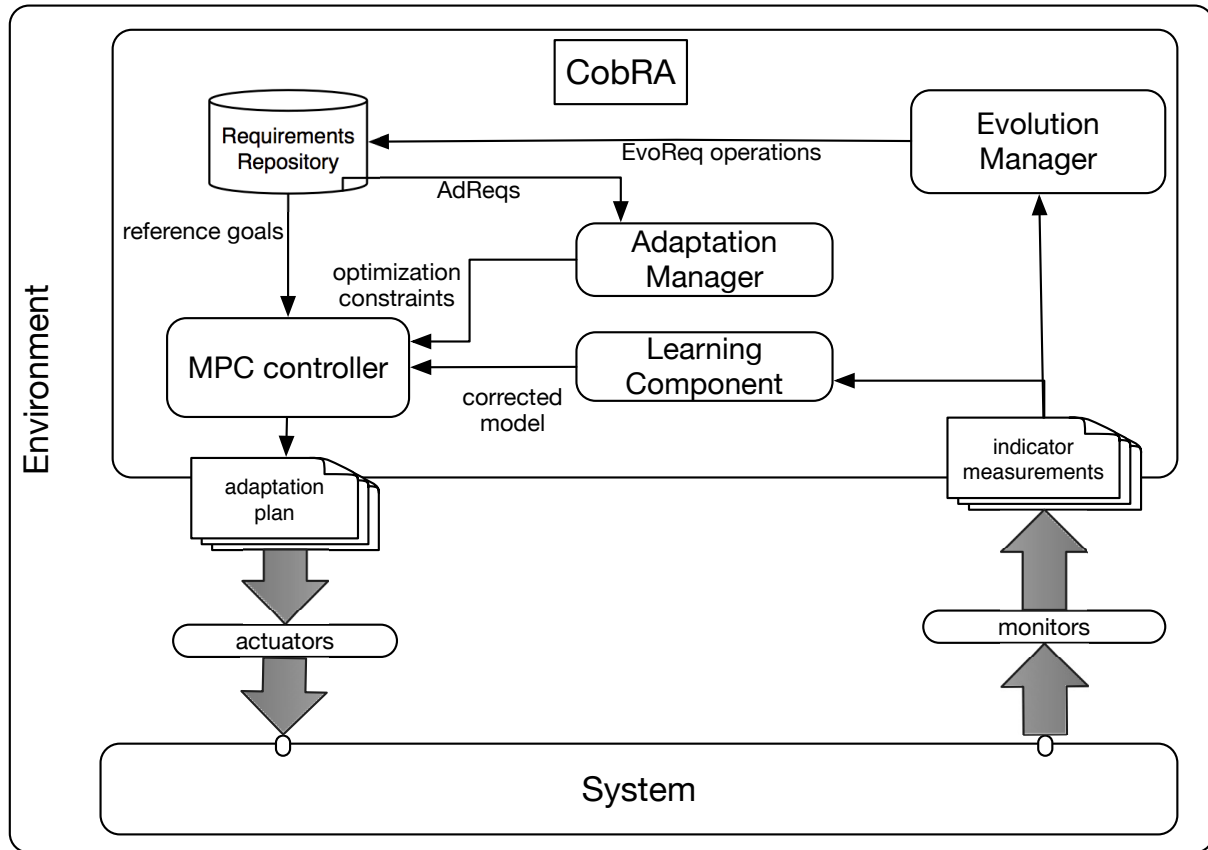 CobRA
Requirements
Repository
Evolution
Manager
EvoReq operations
AdReqs
reference goals
Adaptation
Manager
optimization
constraints
MPC controller
Learning
Component
corrected
model
Environment
adaptation
plan
indicator
measurements
actuators
monitors
System